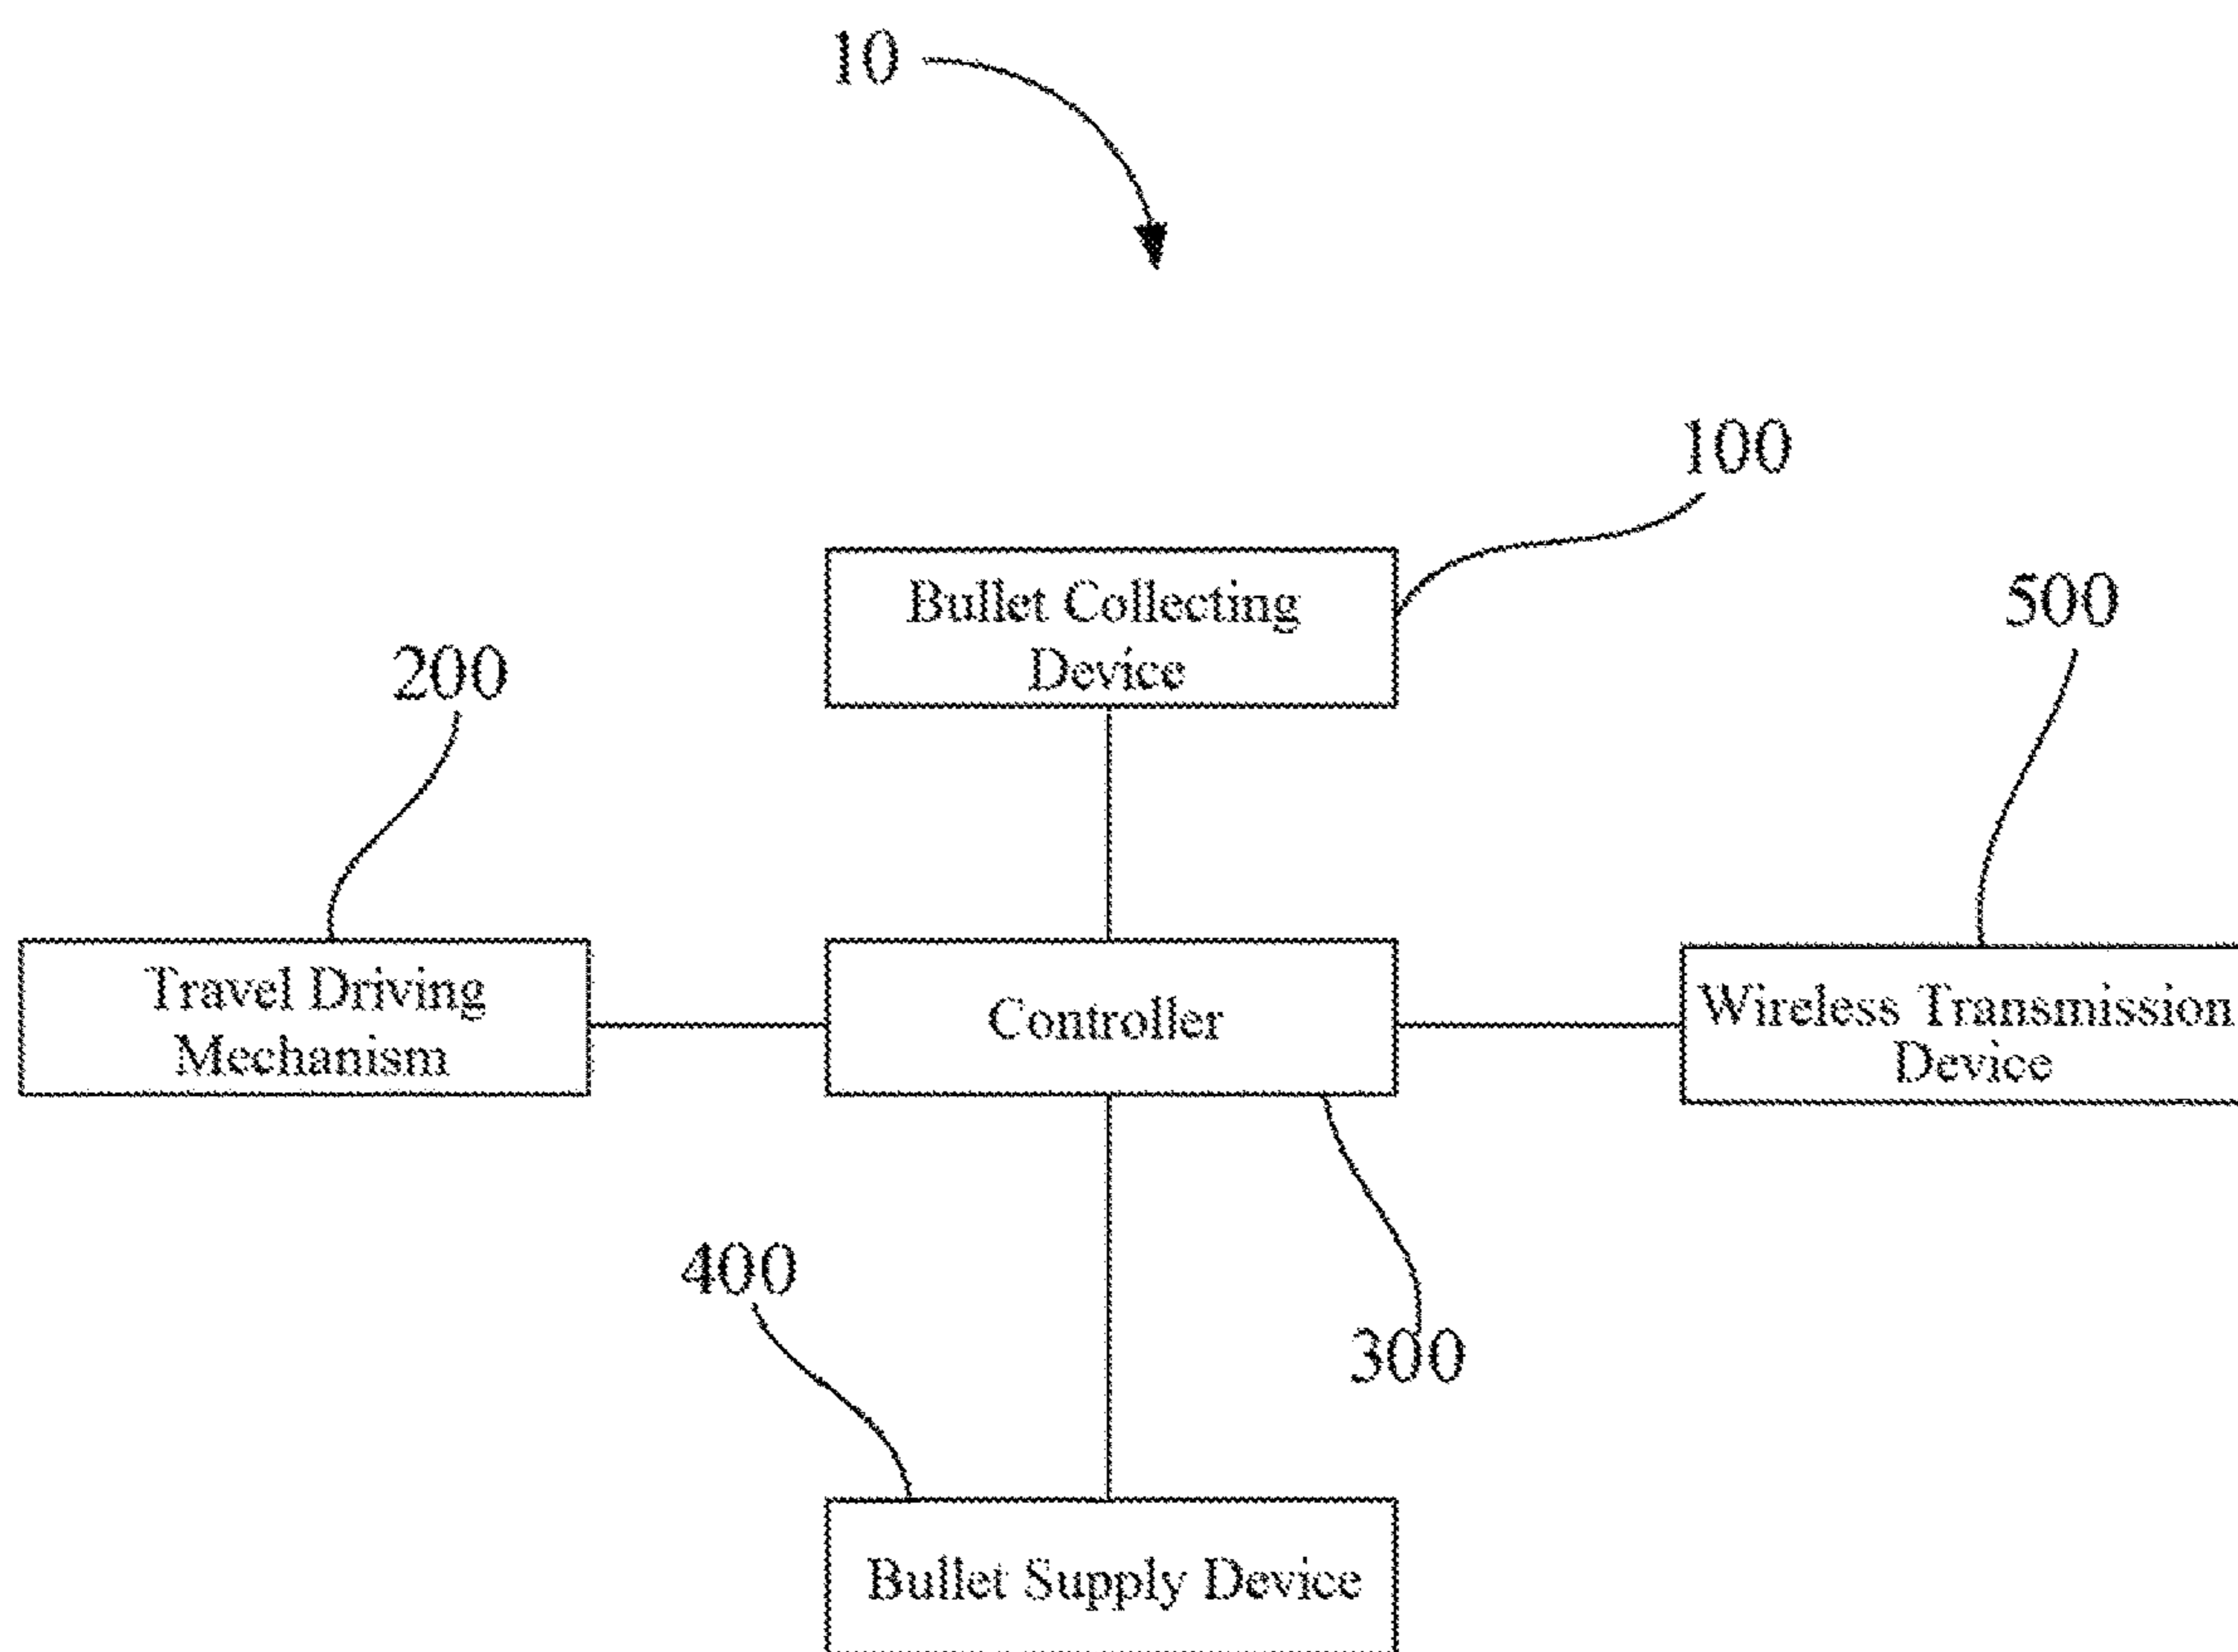 10
100
Bullet Collecting
Device
500
200
Travel Driving
Mechanism
Controller
Wireless Transmission
Device
400
300
Bullet Supply Device